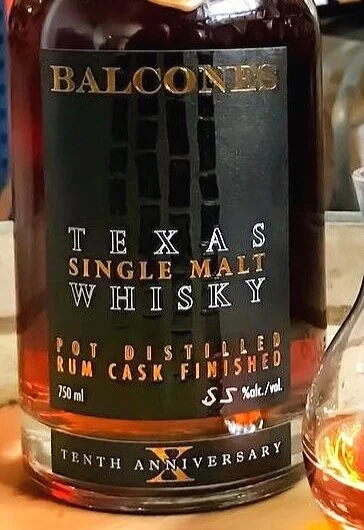 BALCONES
TEXAS
SINGLE MALT
WHISKY
POT DISTILLED
RUM CASK FINISHED
750 ml 55 %alc./vol.
TENTH ANNIVERSARY
X